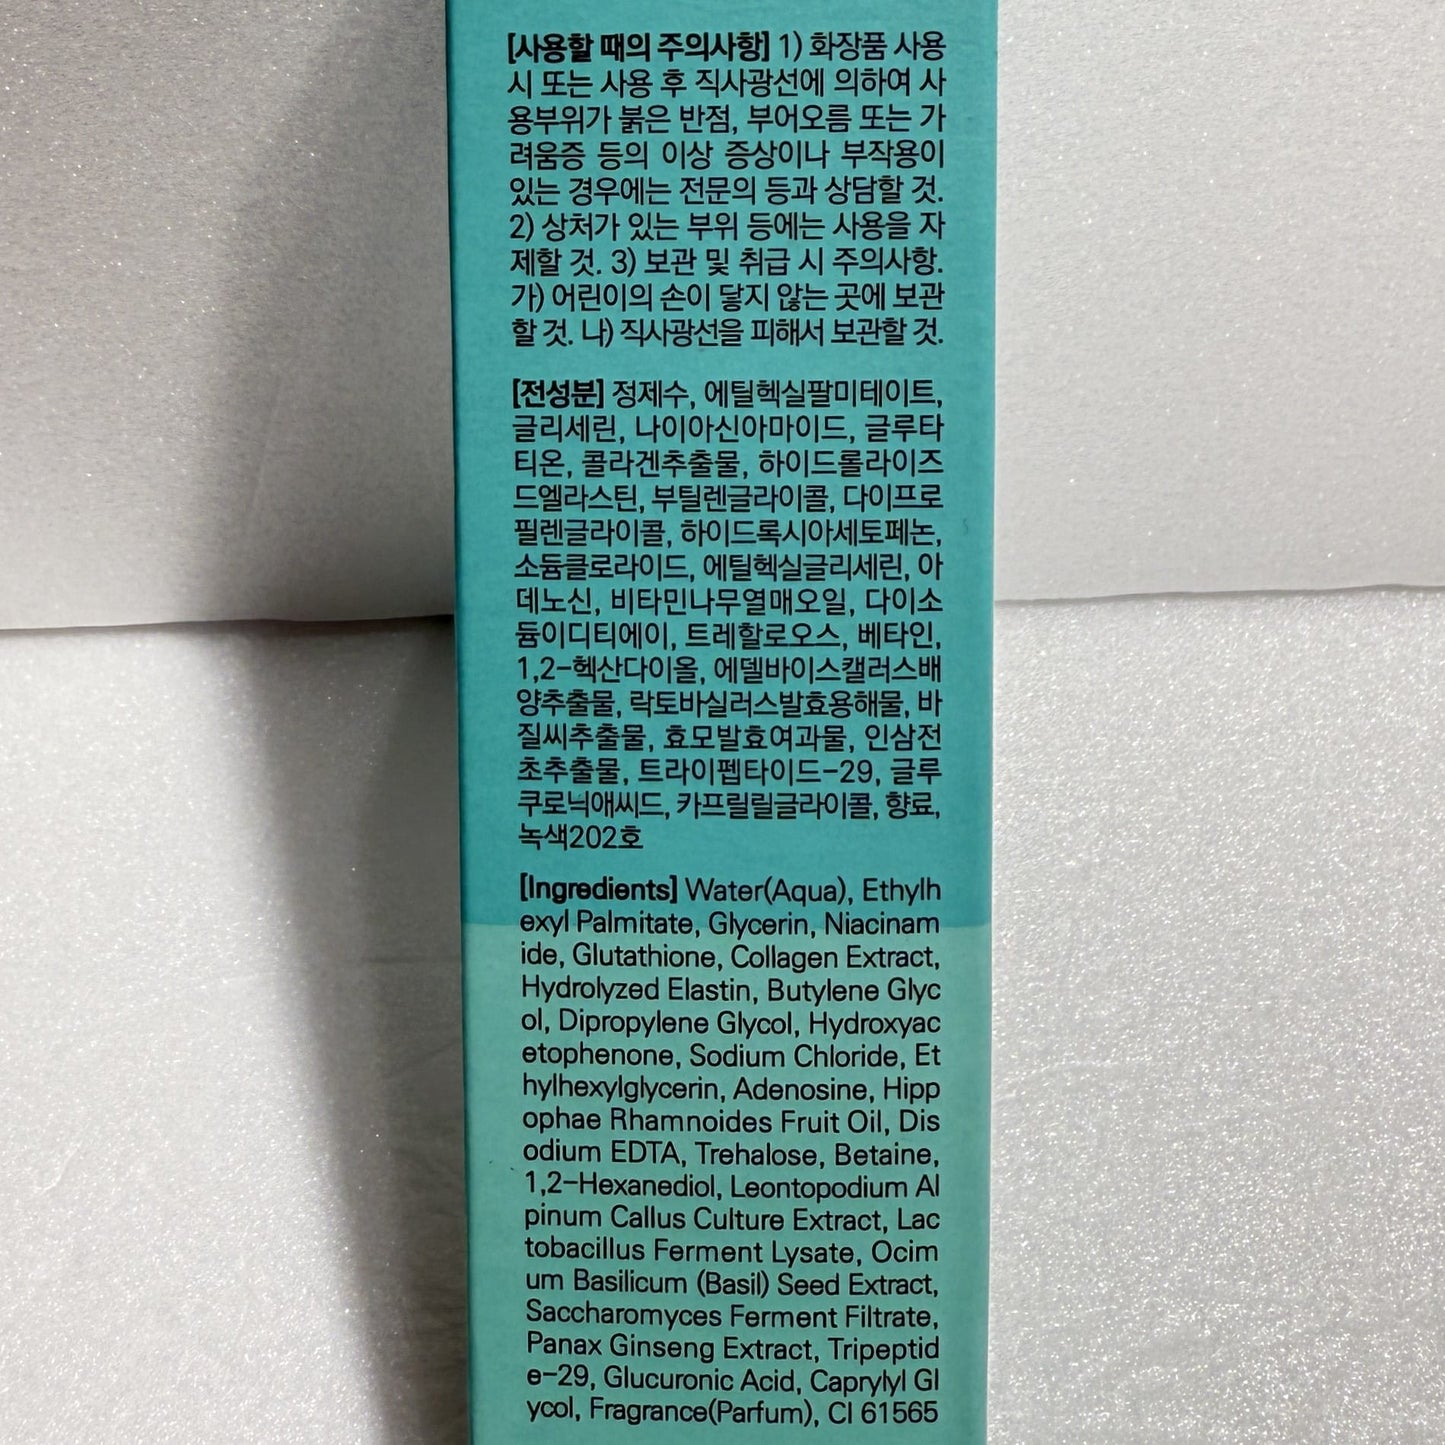 [사용할 때의 주의사항] 1) 화장품 사용
시 또는 사용 후 직사광선에 의하여 사
용부위가 붉은 반점, 부어오름 또는 가
려움증 등의 이상 증상이나 부작용이
있는 경우에는 전문의 등과 상담할 것.
2) 상처가 있는 부위 등에는 사용을 자
제할 것. 3) 보관 및 취급 시 주의사항.
가) 어린이의 손이 닿지 않는 곳에 보관
할 것. 나) 직사광선을 피해서 보관할 것.
[전성분] 정제수, 에틸헥실팔미테이트,
글리세린, 나이아신아마이드, 글루타
티온, 콜라겐추출물, 하이드롤라이즈
드엘라스틴, 부틸렌글라이콜, 다이프로
필렌글라이콜, 하이드록시아세토페논,
소듐클로라이드, 에틸헥실글리세린, 아
데노신, 비타민나무열매오일, 다이소
듐이디티에이, 트레할로오스, 베타인,
1,2-헥산다이올, 에델바이스캘러스배
양추출물, 락토바실러스발효용해물, 바
질씨추출물, 효모발효여과물, 인삼전
초추출물, 트라이펩타이드-29, 글루
쿠로닉애씨드, 카프릴릴글라이콜, 향료,
녹색202호
[Ingredients] Water(Aqua), Ethylh
exyl Palmitate, Glycerin, Niacinam
ide, Glutathione, Collagen Extract,
Hydrolyzed Elastin, Butylene Glyc
ol, Dipropylene Glycol, Hydroxyac
etophenone, Sodium Chloride, Et
hylhexylglycerin, Adenosine, Hipp
ophae Rhamnoides Fruit Oil, Dis
odium EDTA, Trehalose, Betaine,
1,2-Hexanediol, Leontopodium Al
pinum Callus Culture Extract, Lac
tobacillus Ferment Lysate, Ocim
um Basilicum (Basil) Seed Extract,
Saccharomyces Ferment Filtrate,
Panax Ginseng Extract, Tripeptid
e-29, Glucuronic Acid, Caprylyl Gl
ycol, Fragrance(Parfum), CI 61565